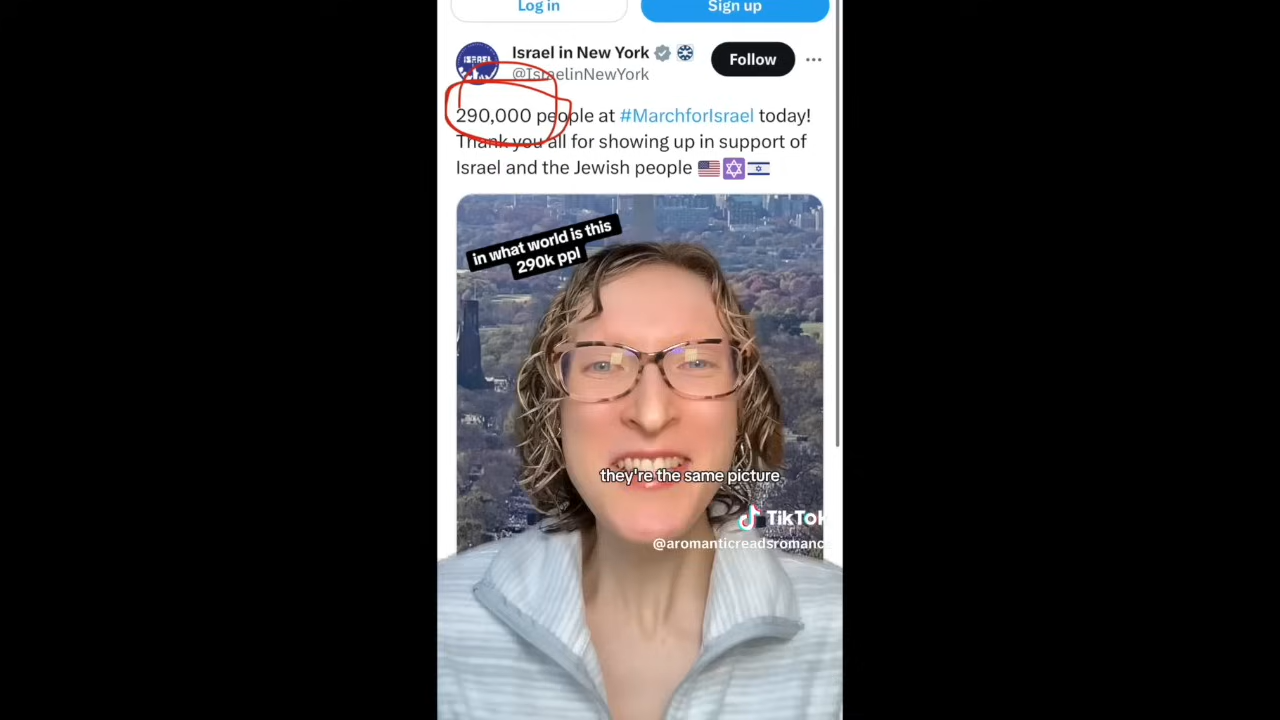 Log in
Sign up
Israel in New York
Follow
ISRAEL
@IsraelinNewYork
290,000 people at #MarchforIsrael today!
Thank you all for showing up in support of
Israel and the Jewish people
in what world is this
290k ppl
they're the same picture
TikTok
@aromanticreadsromanc